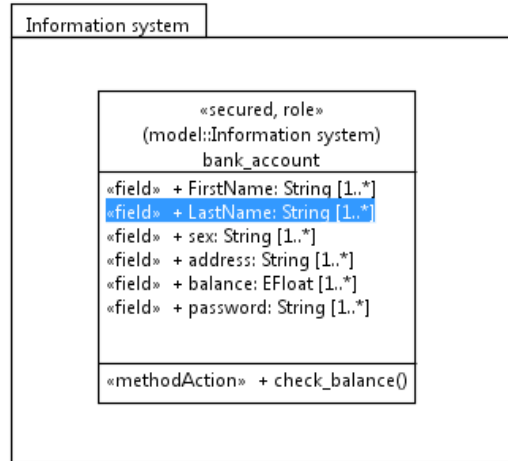 Information system
«secured, role»
(model::Information system)
bank_account
«field» + FirstName: String [1..*]
«field» + LastName: String [1..*]
«field» + sex: String [1..*]
«field» + address: String [1..*]
«field» + balance: EFloat [1..*]
«field» + password: String [1..*]
«methodAction» + check_balance()